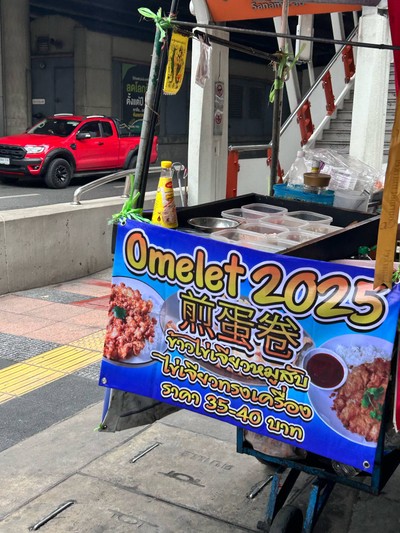 Omelet 2025
煎蛋卷
ข้าวไข่เจียวหมูสับ
ไข่เจียวทรงเครื่อง
ราคา 35-40 บาท